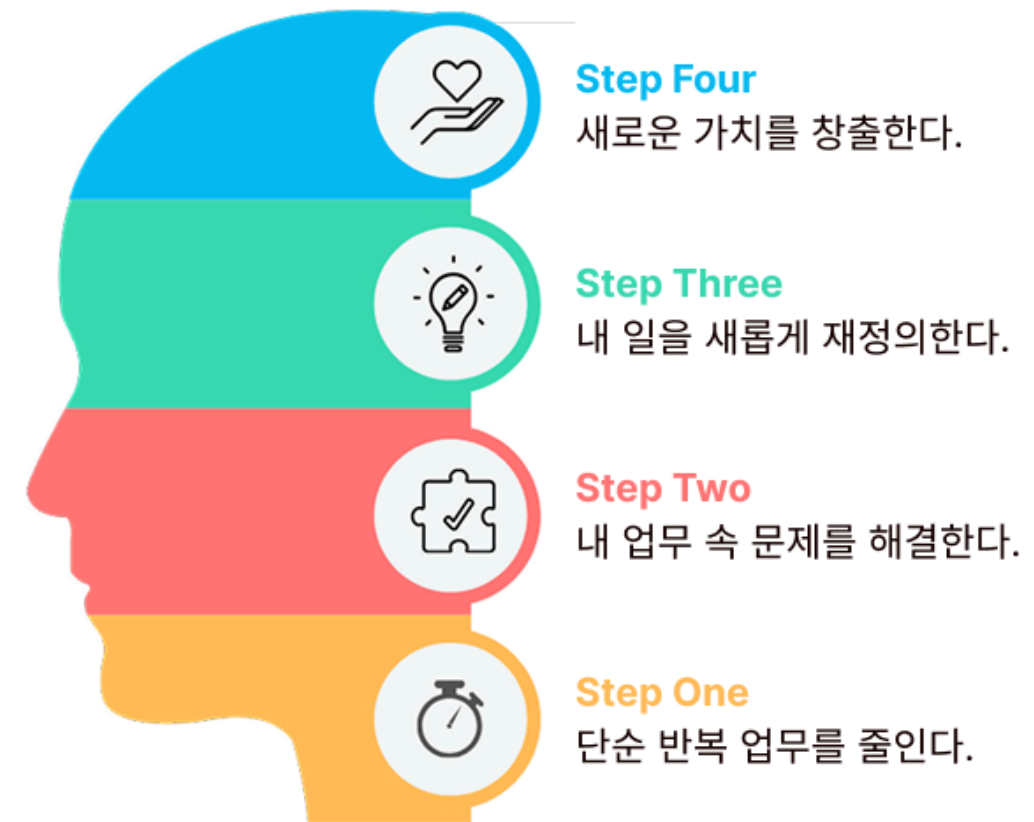 Step Four
새로운 가치를 창출한다.
Step Three
내 일을 새롭게 재정의한다.
Step Two
내 업무 속 문제를 해결한다.
Step One
단순 반복 업무를 줄인다.